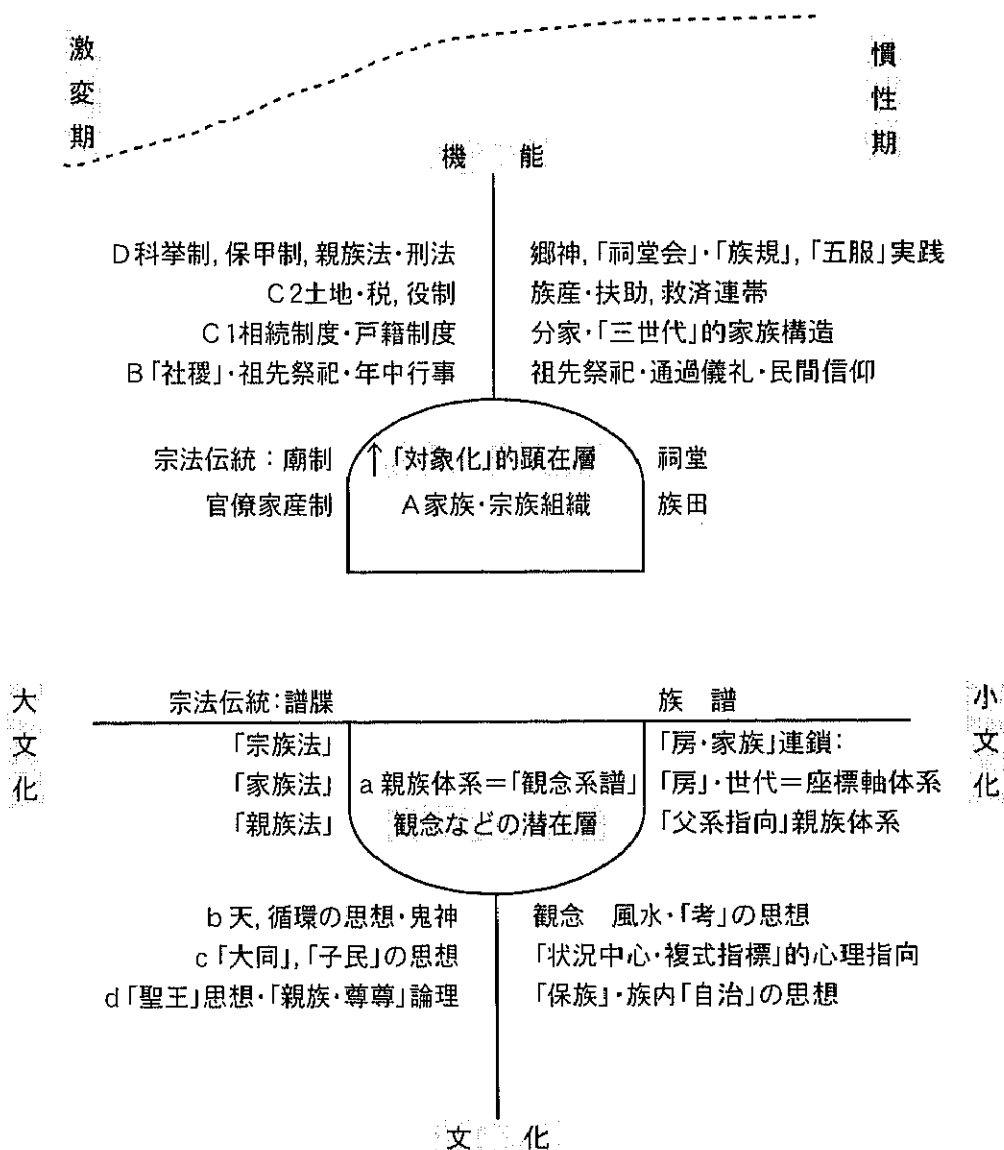 激変期
慣性期
機 能
D科挙制, 保甲制, 親族法・刑法
郷神, 「祠堂会」・「族規」, 「五服」実践
C2土地・税, 役制
族産・扶助, 救済連帯
C1相続制度・戸籍制度
分家・「三世代」的家族構造
B「社稷」・祖先祭祀・年中行事
祖先祭祀・通過儀礼・民間信仰
宗法伝統：廟制
↑「対象化」的顕在層
祠堂
官僚家産制
A家族・宗族組織
族田
大文化
小文化
宗法伝統：譜牒
族 譜
「宗族法」
「房・家族」連鎖：
「家族法」
a 親族体系＝「観念系譜」
「房」・世代＝座標軸体系
「親族法」
観念などの潜在層
「父系指向」親族体系
b天, 循環の思想・鬼神
観念 風水・「考」の思想
c「大同」, 「子民」の思想
「状況中心・複式指標」的心理指向
d「聖王」思想・「親族・尊尊」論理
「保族』・族内「自治」の思想
文 化